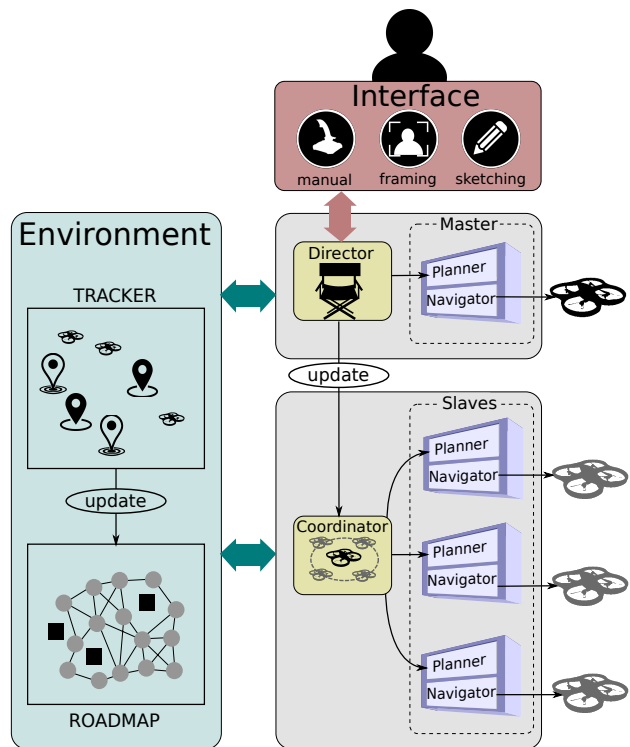 Interface
manual framing sketching
Environment
TRACKER
update
ROADMAP
Director
Master
Planner
Navigator
update
Coordinator
Slaves
Planner
Navigator
Planner
Navigator
Planner
Navigator